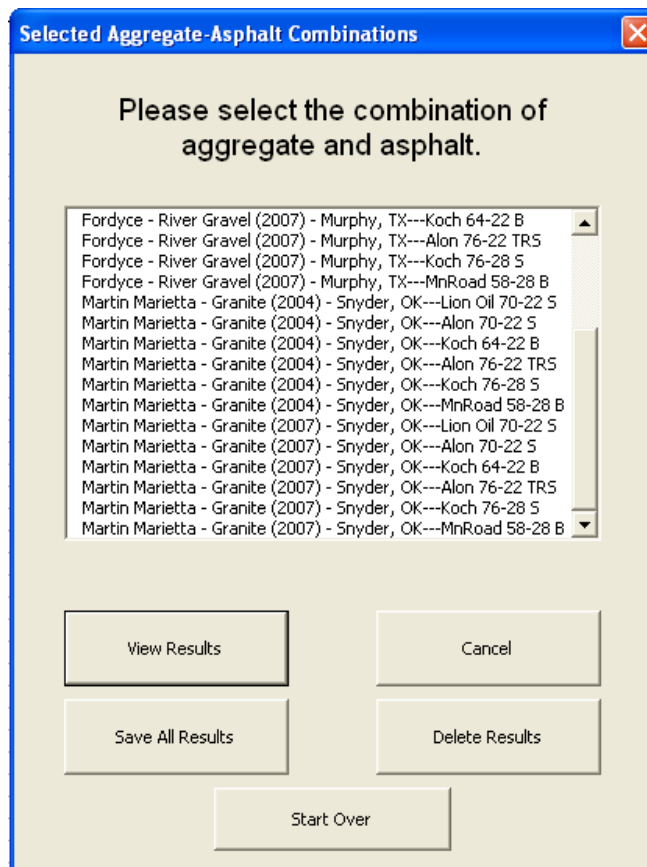 Selected Aggregate-Asphalt Combinations
Please select the combination of
aggregate and asphalt.
Fordyce - River Gravel (2007) - Murphy, TX---Koch 64-22 B
Fordyce - River Gravel (2007) - Murphy, TX---Alon 76-22 TRS
Fordyce - River Gravel (2007) - Murphy, TX---Koch 76-28 S
Fordyce - River Gravel (2007) - Murphy, TX---MnRoad 58-28 B
Martin Marietta - Granite (2004) - Snyder, OK---Lion Oil 70-22 S
Martin Marietta - Granite (2004) - Snyder, OK---Alon 70-22 S
Martin Marietta - Granite (2004) - Snyder, OK---Koch 64-22 B
Martin Marietta - Granite (2004) - Snyder, OK---Alon 76-22 TRS
Martin Marietta - Granite (2004) - Snyder, OK---Koch 76-28 S
Martin Marietta - Granite (2004) - Snyder, OK---MnRoad 58-28 B
Martin Marietta - Granite (2007) - Snyder, OK---Lion Oil 70-22 S
Martin Marietta - Granite (2007) - Snyder, OK---Alon 70-22 S
Martin Marietta - Granite (2007) - Snyder, OK---Koch 64-22 B
Martin Marietta - Granite (2007) - Snyder, OK---Alon 76-22 TRS
Martin Marietta - Granite (2007) - Snyder, OK---Koch 76-28 S
Martin Marietta - Granite (2007) - Snyder, OK---MnRoad 58-28 B
View Results
Cancel
Save All Results
Delete Results
Start Over